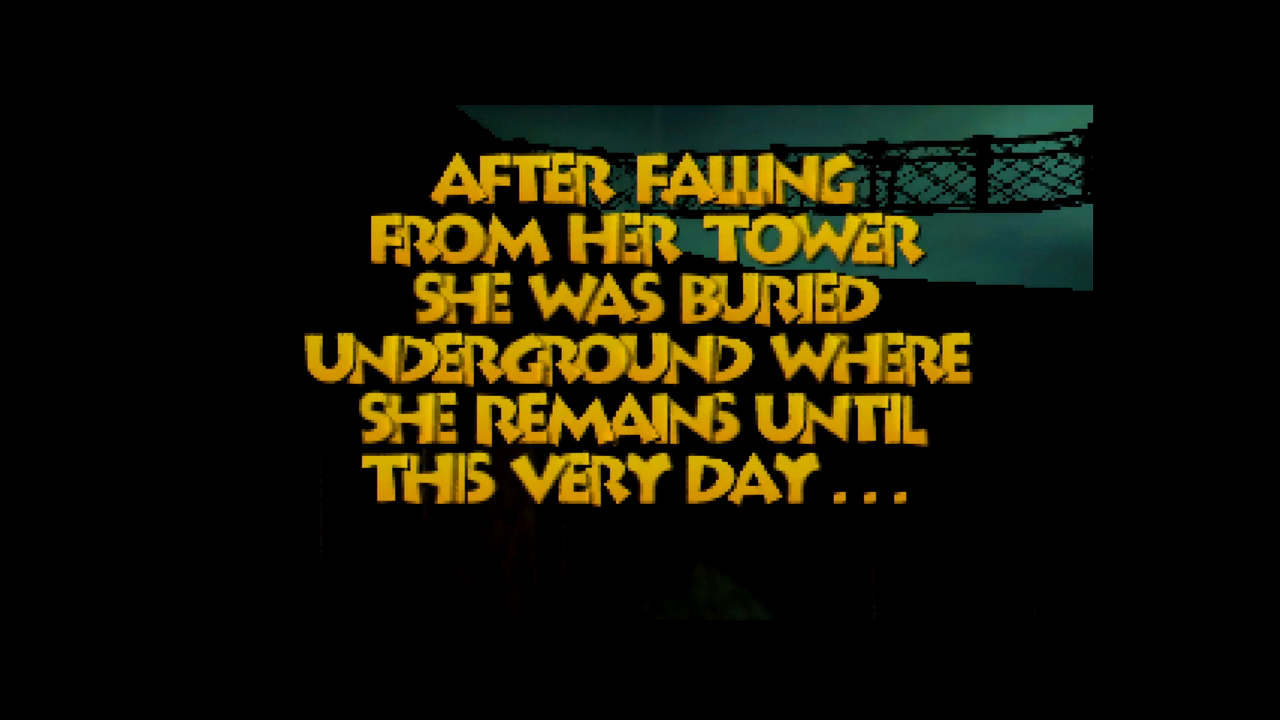 AFTER FALLING
FROM HER TOWER
SHE WAS BURIED
UNDERGROUND WHERE
SHE REMAINS UNTIL
THIS VERY DAY . . .